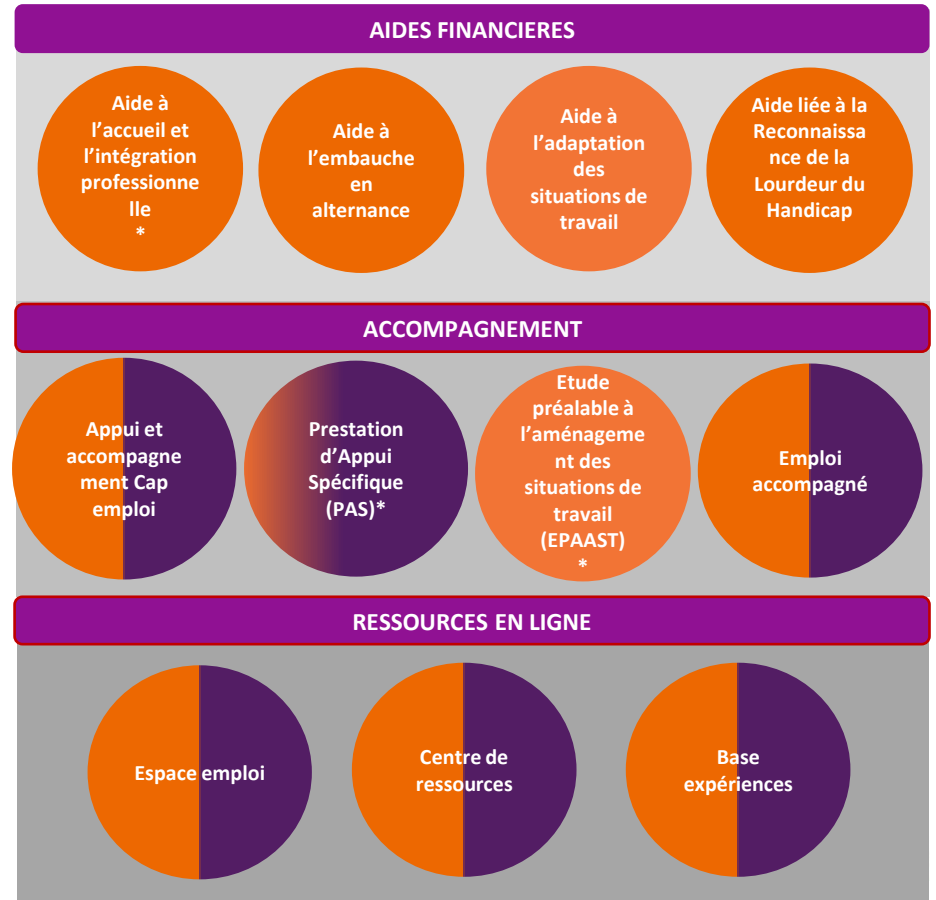 AIDES FINANCIERES
Aide à
l'accueil et
l'intégration
professionne
lle
*
Aide à
l'embauche
en
alternance
Aide à
l'adaptation
des
situations de
travail
Aide liée à la
Reconnaissa
nce de la
Lourdeur du
Handicap
ACCOMPAGNEMENT
Appui et
accompagne
ment Cap
emploi
Prestation
d'Appui
Spécifique
(PAS)*
Etude
préalable à
l'aménageme
nt des
situations de
travail
(EPAAST)
*
Emploi
accompagné
RESSOURCES EN LIGNE
Espace emploi
Centre de
ressources
Base
expériences